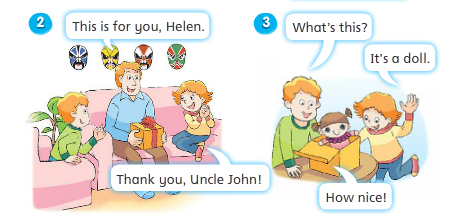 2
This is for you, Helen.
Thank you, Uncle John!
3
What's this?
It's a doll.
How nice!